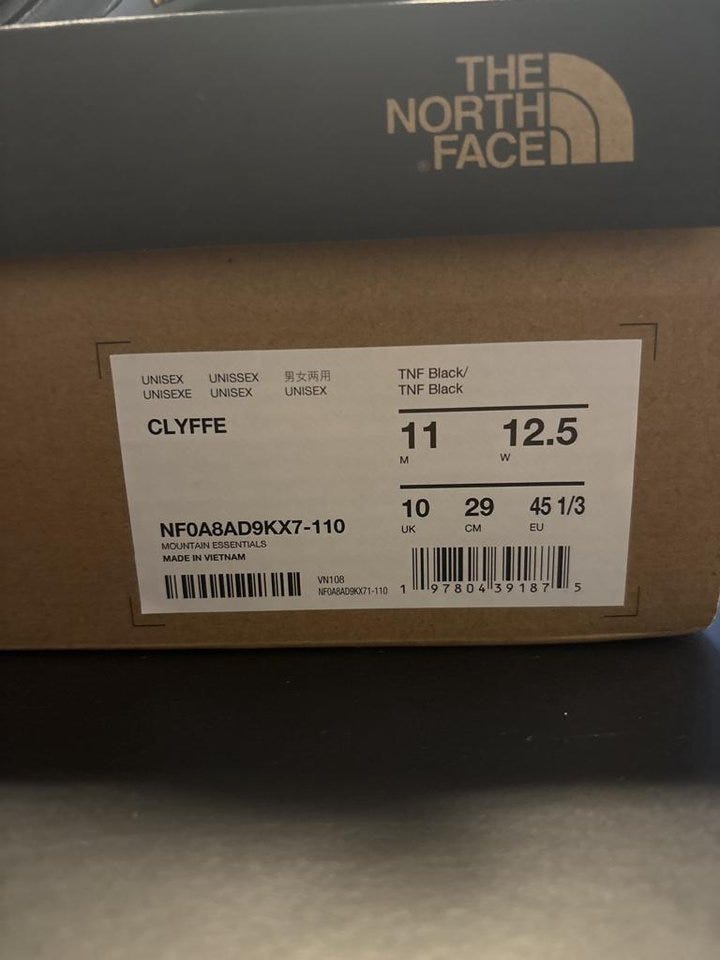 THE
NORTH
FACE
UNISEX UNISSEX 男女两用
UNISEXE UNISEX UNISEX
CLYFFE
TNF Black/
TNF Black
11 12.5
M W
10 29 45 1/3
UK CM EU
NF0A8AD9KX7-110
MOUNTAIN ESSENTIALS
MADE IN VIETNAM
VN108
NF0A8AD9KX71-110
1 97804 39187 5